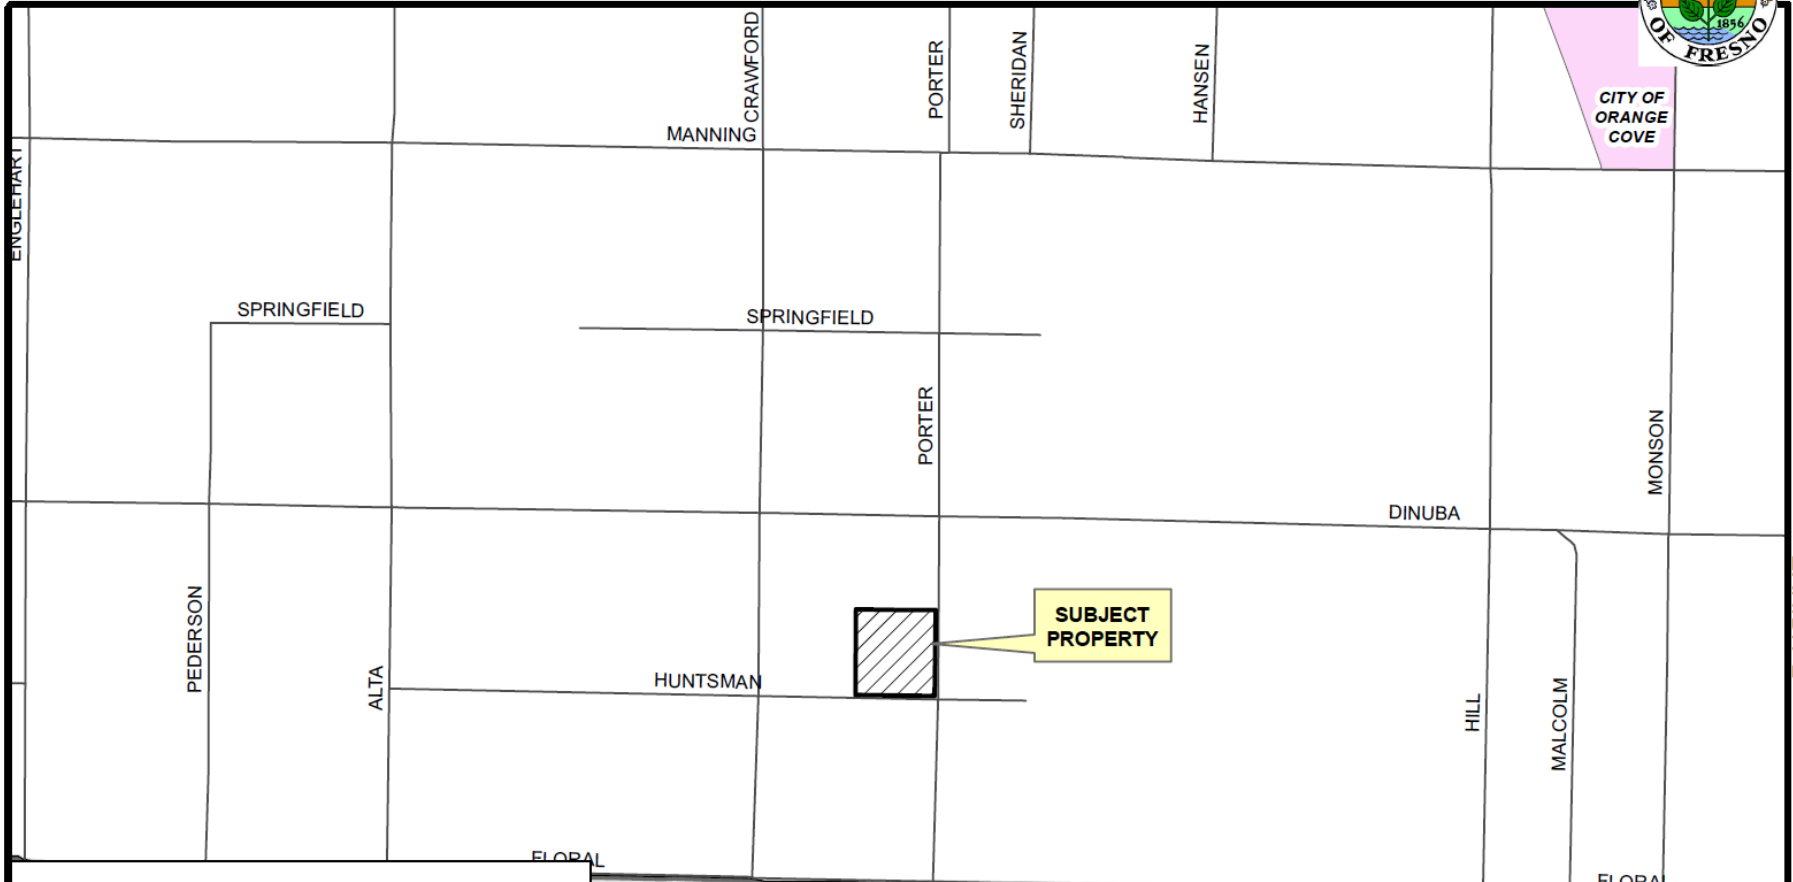 CRAWFORD
PORTER
SHERIDAN
HANSEN
1856
OF FRESNO
CITY OF
ORANGE
COVE
MANNING
ENGLEHART
SPRINGFIELD
SPRINGFIELD
PORTER
MONSON
DINUBA
PEDERSON
SUBJECT
PROPERTY
ALTA
HUNTSMAN
HILL
MALCOLM
FLORAL
FLORAL